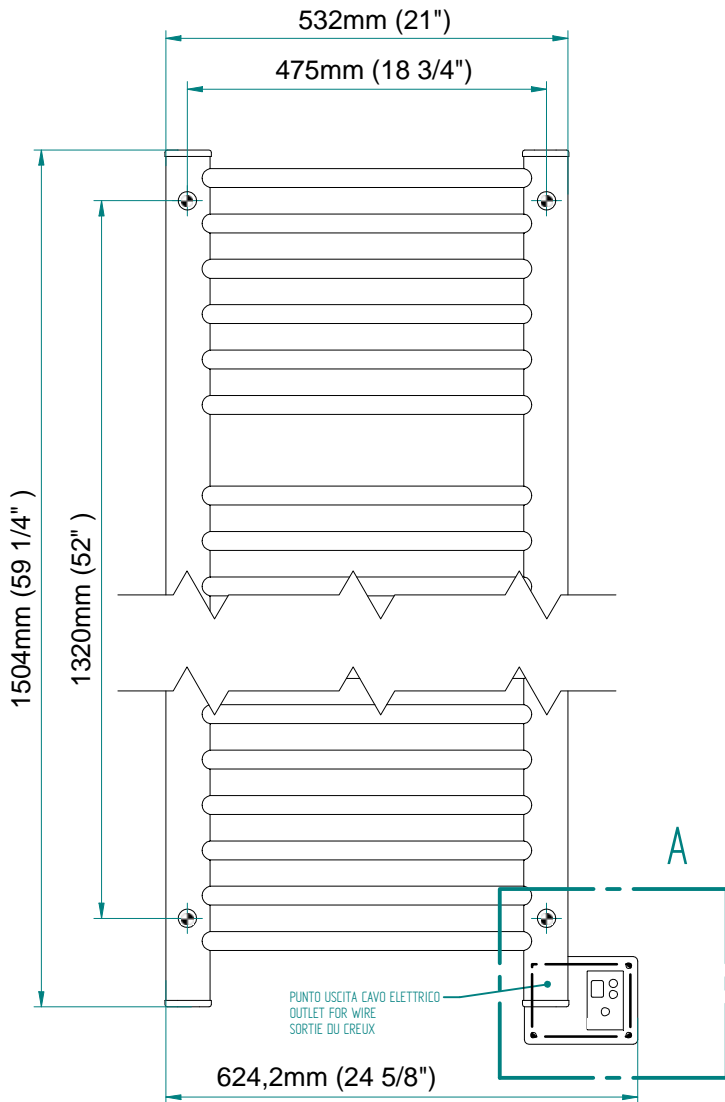 532mm (21")
475mm (18 3/4")
1504mm (59 1/4" )
1320mm (52" )
A
PUNTO USCITA CAVO ELETTRICO
OUTLET FOR WIRE
SORTIE DU CREUX
624,2mm (24 5/8")